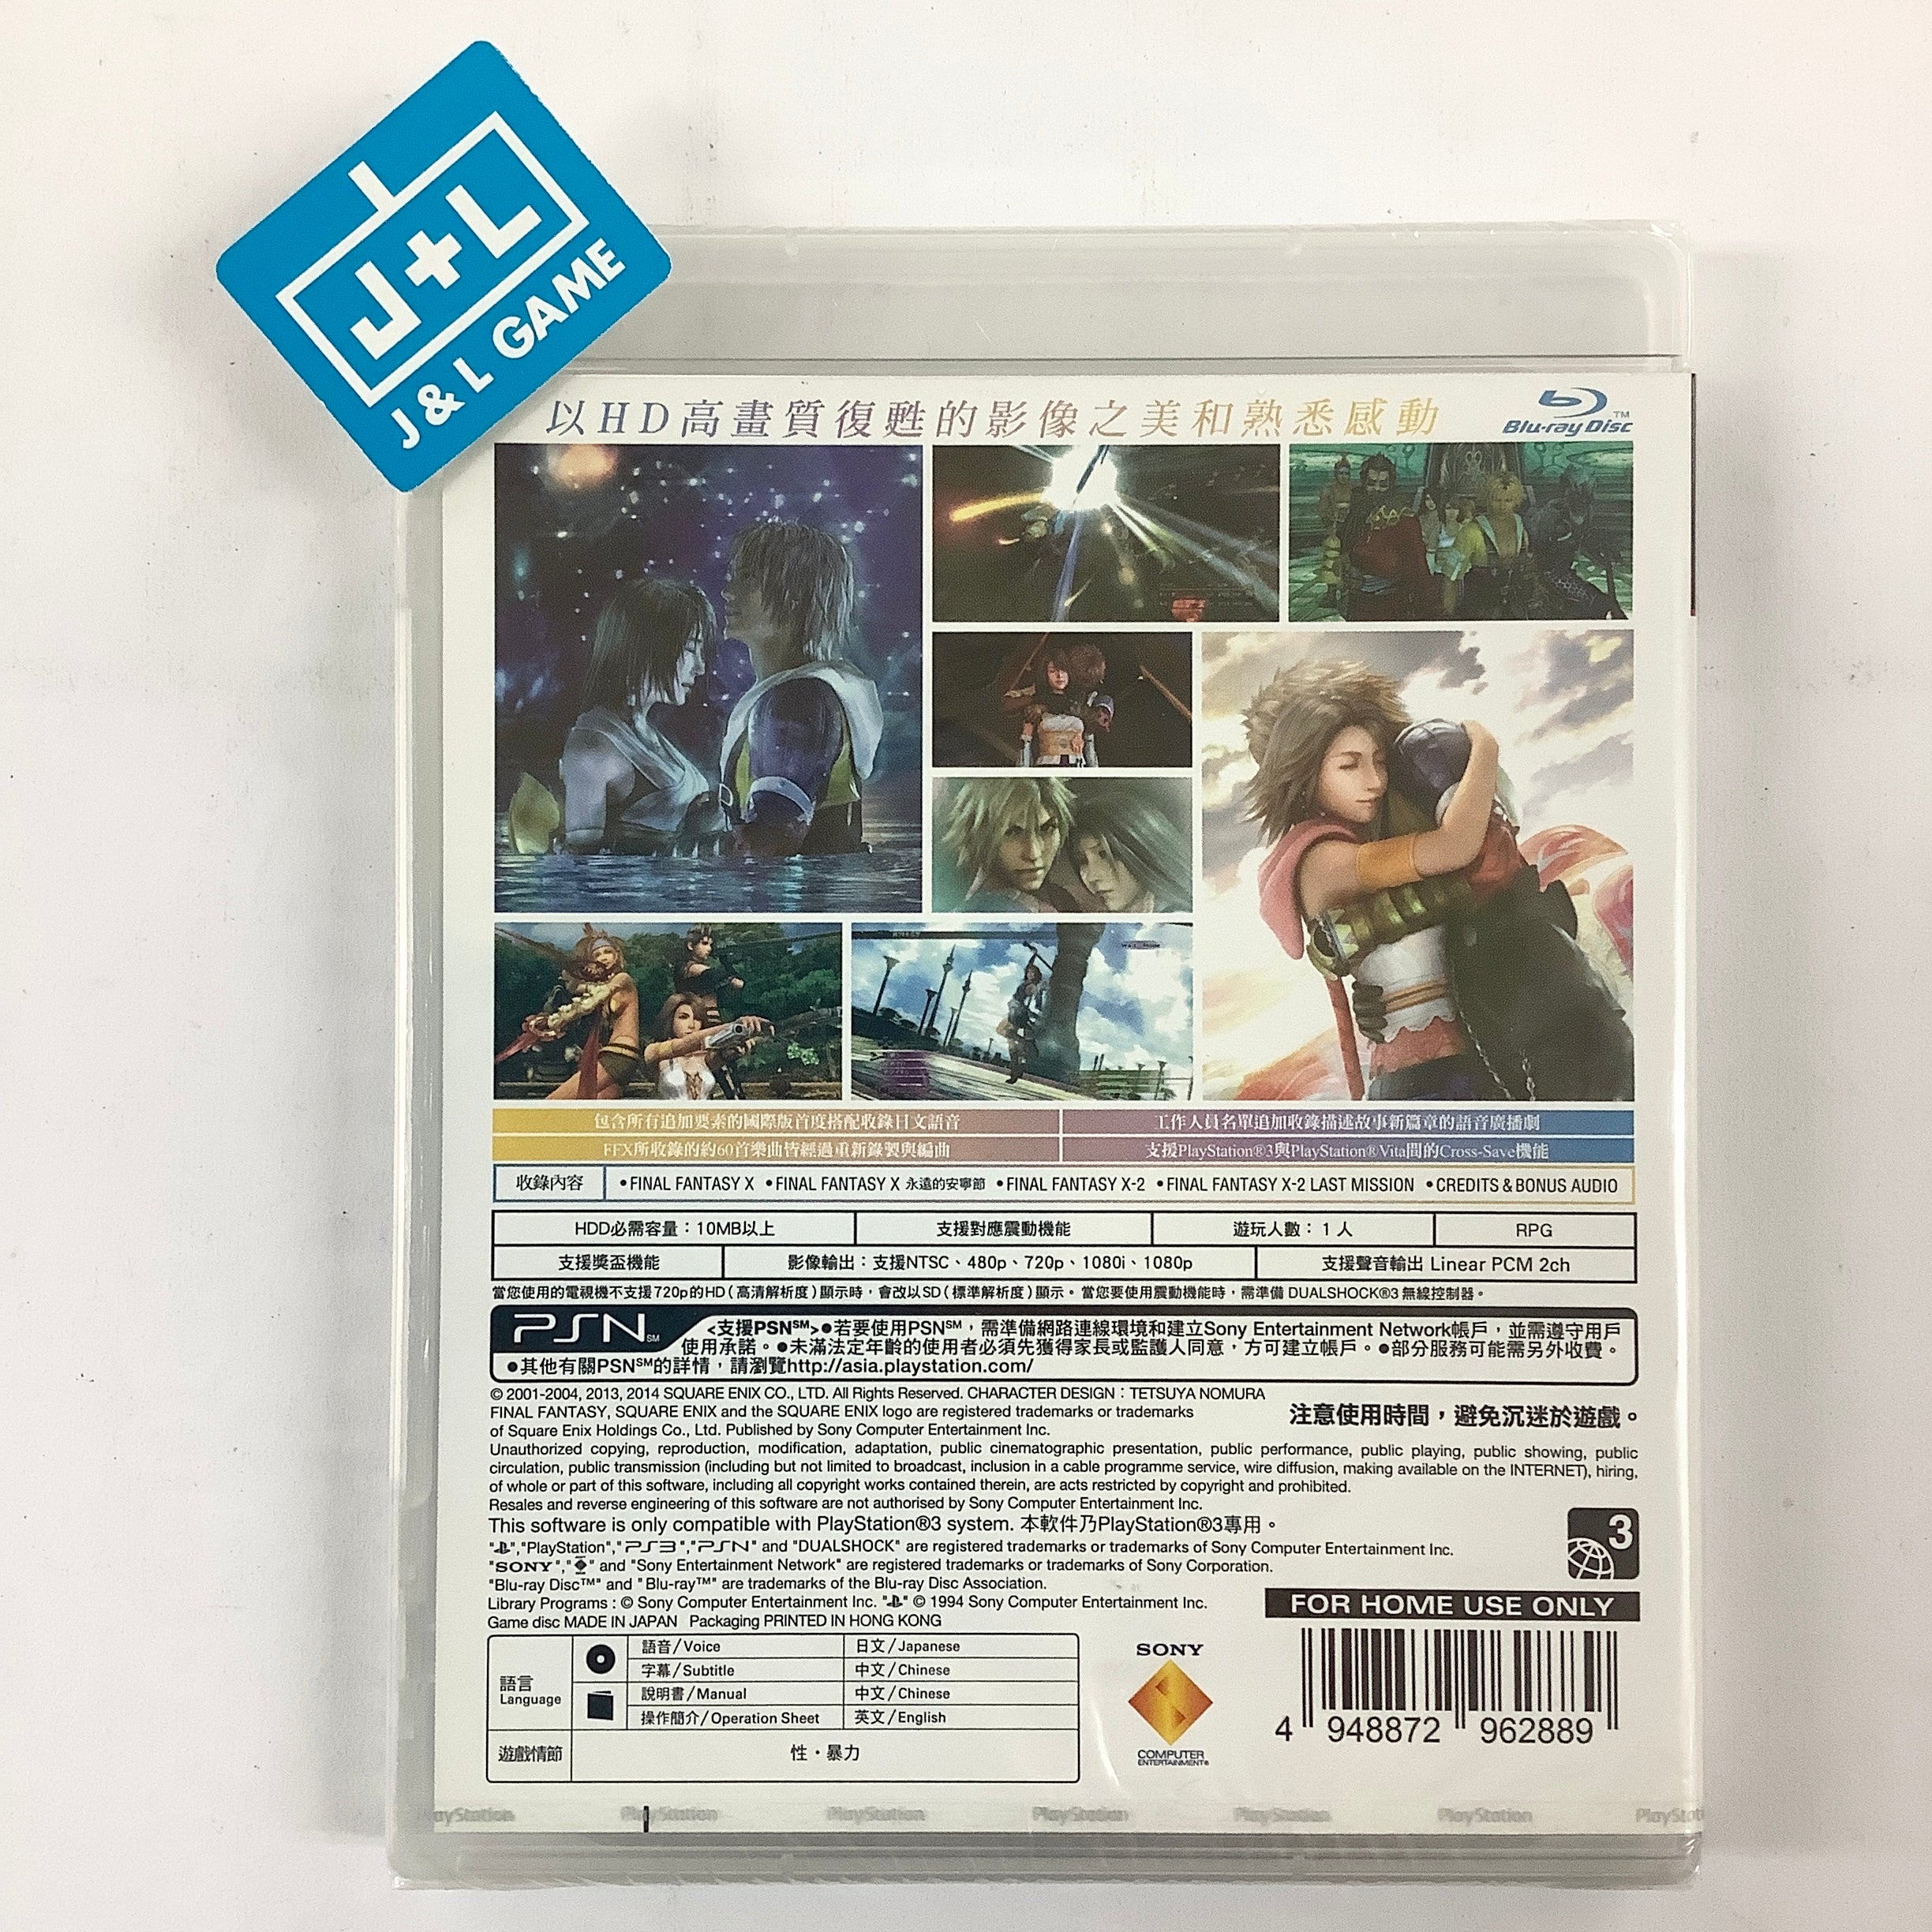 J+L
J & L GAME
以HD高畫質復甦的影像之美和熟悉感動
Blu-ray Disc™
包含所有追加要素的國際版首度搭配收錄日文語音
工作人員名單追加收錄描述故事新篇章的語音廣播劇
FFX所收錄的約60首樂曲皆經過重新錄製與編曲
支援PlayStation®3與PlayStation®Vita間的Cross-Save機能
收錄內容 •FINAL FANTASY X •FINAL FANTASY X 永遠的安寧節 •FINAL FANTASY X-2 •FINAL FANTASY X-2 LAST MISSION •CREDITS & BONUS AUDIO
HDD必需容量：10MB以上 支援對應震動機能 遊玩人數：1 人 RPG
支援獎盃機能 影像輸出：支援NTSC、480p、720p、1080i、1080p 支援聲音輸出 Linear PCM 2ch
當您使用的電視機不支援720p的HD（高清解析度）顯示時，會改以SD（標準解析度）顯示。當您要使用震動機能時，需準備 DUALSHOCK®3 無線控制器。
PSN℠ <支援PSN℠>●若要使用PSN℠，需準備網路連線環境和建立Sony Entertainment Network帳戶，並需遵守用戶
使用承諾。●未滿法定年齡的使用者必須先獲得家長或監護人同意，方可建立帳戶。●部分服務可能需另外收費。
●其他有關PSN℠的詳情，請瀏覽http://asia.playstation.com/
© 2001-2004, 2013, 2014 SQUARE ENIX CO., LTD. All Rights Reserved. CHARACTER DESIGN：TETSUYA NOMURA
FINAL FANTASY, SQUARE ENIX and the SQUARE ENIX logo are registered trademarks or trademarks
of Square Enix Holdings Co., Ltd. Published by Sony Computer Entertainment Inc.
注意使用時間，避免沉迷於遊戲。
Unauthorized copying, reproduction, modification, adaptation, public cinematographic presentation, public performance, public playing, public showing, public
circulation, public transmission (including but not limited to broadcast, inclusion in a cable programme service, wire diffusion, making available on the INTERNET), hiring,
of whole or part of this software, including all copyright works contained therein, are acts restricted by copyright and prohibited.
Resales and reverse engineering of this software are not authorised by Sony Computer Entertainment Inc.
This software is only compatible with PlayStation®3 system. 本軟件乃PlayStation®3專用。
"","PlayStation","PS3","PSN" and "DUALSHOCK" are registered trademarks or trademarks of Sony Computer Entertainment Inc.
"SONY","" and "Sony Entertainment Network" are registered trademarks or trademarks of Sony Corporation.
"Blu-ray Disc™" and "Blu-ray™" are trademarks of the Blu-ray Disc Association.
Library Programs : © Sony Computer Entertainment Inc. "" © 1994 Sony Computer Entertainment Inc.
Game disc MADE IN JAPAN Packaging PRINTED IN HONG KONG
3
FOR HOME USE ONLY
語言
Language
語音/Voice 日文/Japanese
字幕/Subtitle 中文/Chinese
說明書/Manual 中文/Chinese
操作簡介/Operation Sheet 英文/English
遊戲情節 性・暴力
SONY
COMPUTER
ENTERTAINMENT®
4 948872 962889
PlayStation PlayStation PlayStation PlayStation PlayStation